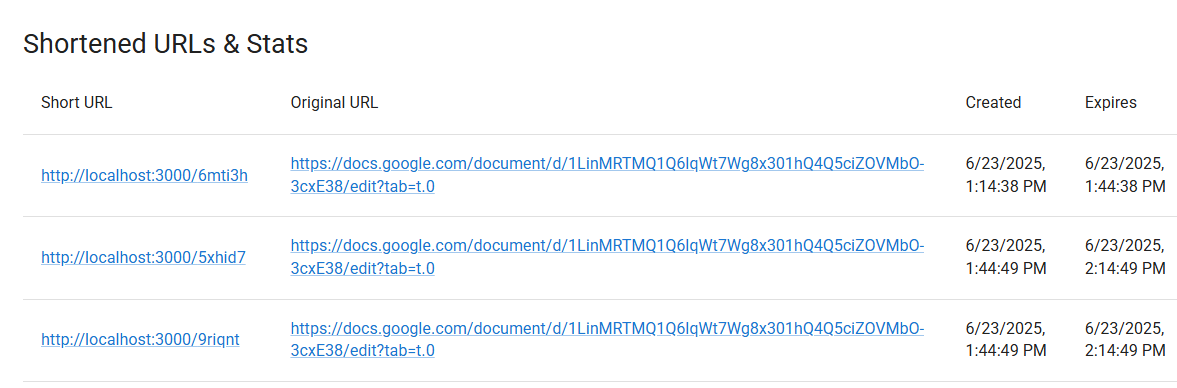 Shortened URLs & Stats
Short URL Original URL Created Expires
http://localhost:3000/6mti3h https://docs.google.com/document/d/1LinMRTMQ1Q6IqWt7Wg8x301hQ4Q5ciZOVMbO- 6/23/2025, 6/23/2025,
3cxE38/edit?tab=t.0 1:14:38 PM 1:44:38 PM
http://localhost:3000/5xhid7 https://docs.google.com/document/d/1LinMRTMQ1Q6IqWt7Wg8x301hQ4Q5ciZOVMbO- 6/23/2025, 6/23/2025,
3cxE38/edit?tab=t.0 1:44:49 PM 2:14:49 PM
http://localhost:3000/9riqnt https://docs.google.com/document/d/1LinMRTMQ1Q6IqWt7Wg8x301hQ4Q5ciZOVMbO- 6/23/2025, 6/23/2025,
3cxE38/edit?tab=t.0 1:44:49 PM 2:14:49 PM